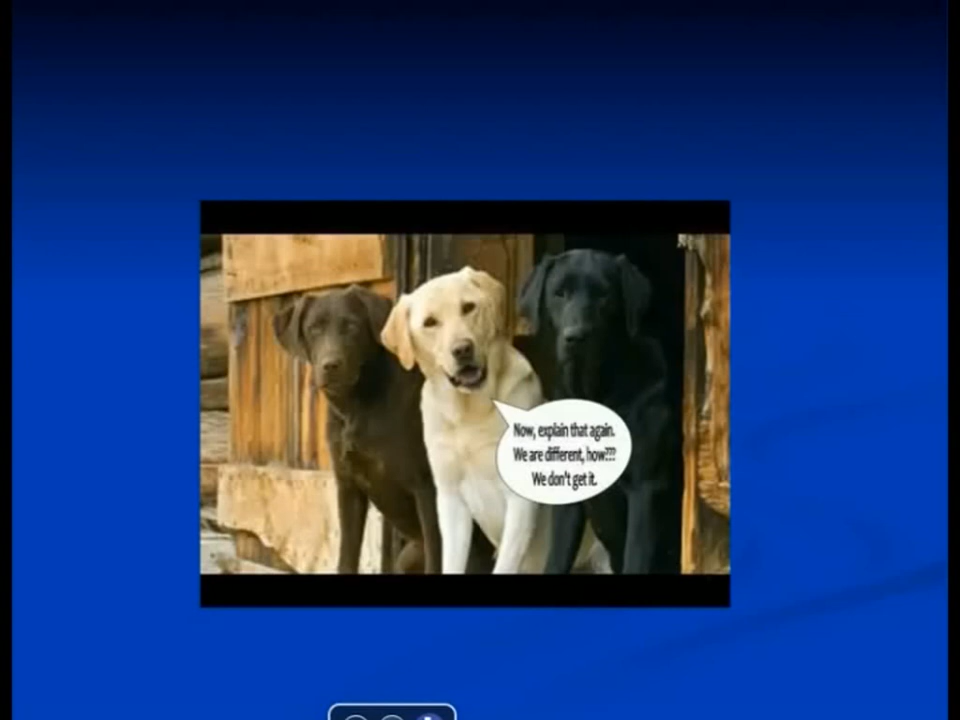 Now, explain that again.
We are different, how???
We don't get it.